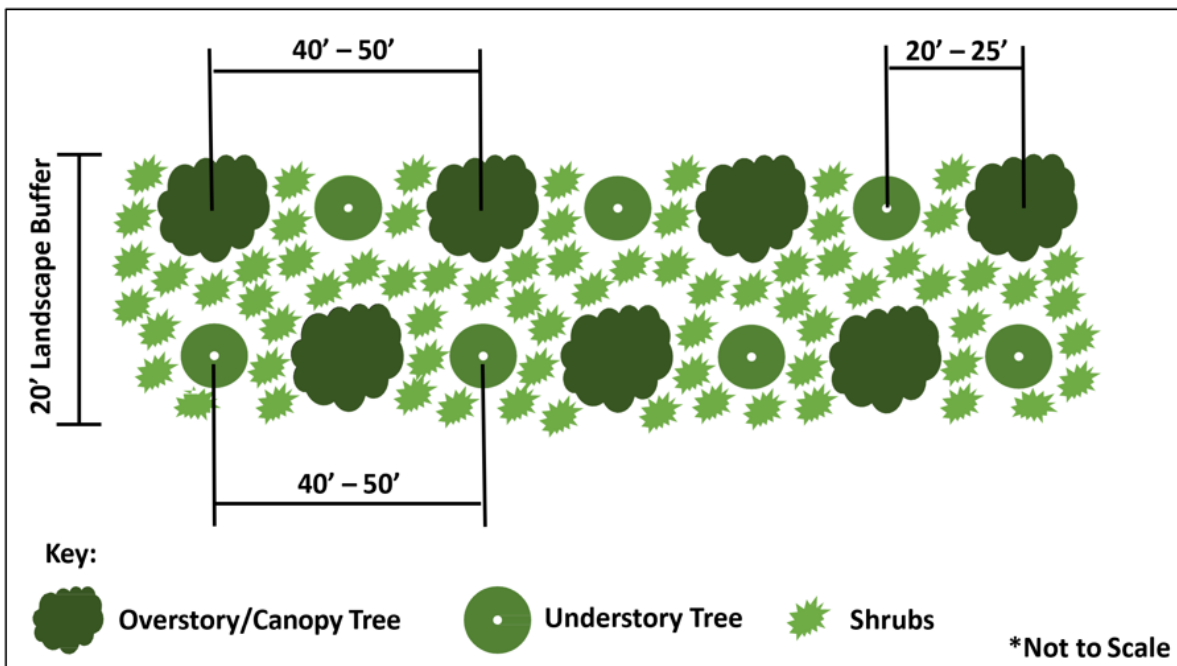 40’ – 50’
20’ – 25’
20’ Landscape Buffer
40’ – 50’
Key:
Overstory/Canopy Tree
Understory Tree
Shrubs
*Not to Scale